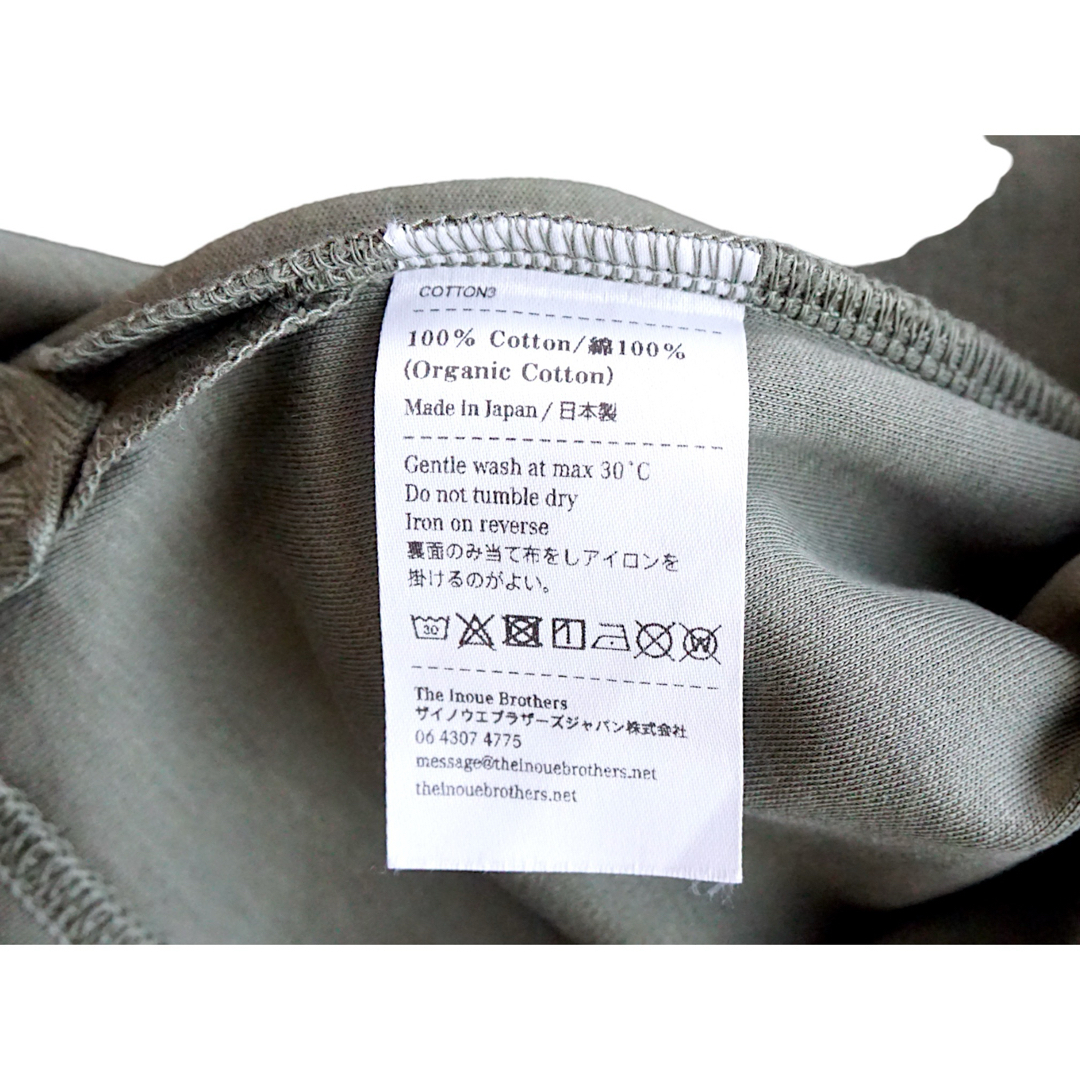 COTTON3
100% Cotton/綿100%
(Organic Cotton)
Made in Japan / 日本製
Gentle wash at max 30°C
Do not tumble dry
Iron on reverse
裏面のみ当て布をしアイロンを
掛けるのがよい。
30 W
The Inoue Brothers
ザイノウエブラザーズジャパン株式会社
06 4307 4775
message@theinouebrothers.net
theinouebrothers.net